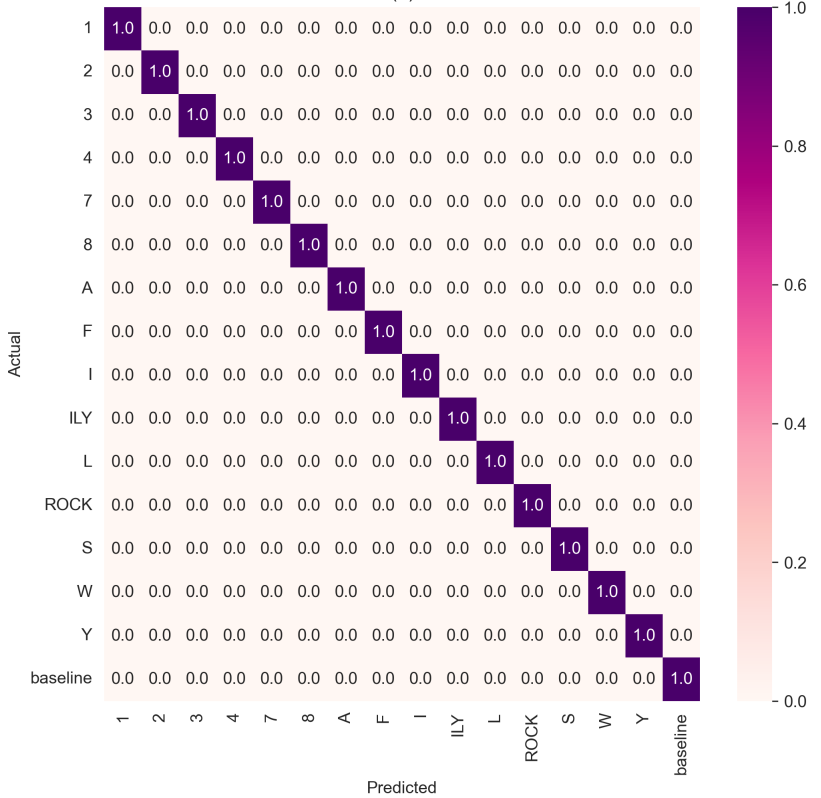 1 1.0 0.0 0.0 0.0 0.0 0.0 0.0 0.0 0.0 0.0 0.0 0.0 0.0 0.0 0.0 0.0 1.0
2 0.0 1.0 0.0 0.0 0.0 0.0 0.0 0.0 0.0 0.0 0.0 0.0 0.0 0.0 0.0 0.0
3 0.0 0.0 1.0 0.0 0.0 0.0 0.0 0.0 0.0 0.0 0.0 0.0 0.0 0.0 0.0 0.0
0.8
4 0.0 0.0 0.0 1.0 0.0 0.0 0.0 0.0 0.0 0.0 0.0 0.0 0.0 0.0 0.0 0.0
7 0.0 0.0 0.0 0.0 1.0 0.0 0.0 0.0 0.0 0.0 0.0 0.0 0.0 0.0 0.0 0.0
8 0.0 0.0 0.0 0.0 0.0 1.0 0.0 0.0 0.0 0.0 0.0 0.0 0.0 0.0 0.0 0.0
A 0.0 0.0 0.0 0.0 0.0 0.0 1.0 0.0 0.0 0.0 0.0 0.0 0.0 0.0 0.0 0.0
0.6
F 0.0 0.0 0.0 0.0 0.0 0.0 0.0 1.0 0.0 0.0 0.0 0.0 0.0 0.0 0.0 0.0
Actual
I 0.0 0.0 0.0 0.0 0.0 0.0 0.0 0.0 1.0 0.0 0.0 0.0 0.0 0.0 0.0 0.0
ILY 0.0 0.0 0.0 0.0 0.0 0.0 0.0 0.0 0.0 1.0 0.0 0.0 0.0 0.0 0.0 0.0
0.4
L 0.0 0.0 0.0 0.0 0.0 0.0 0.0 0.0 0.0 0.0 1.0 0.0 0.0 0.0 0.0 0.0
ROCK 0.0 0.0 0.0 0.0 0.0 0.0 0.0 0.0 0.0 0.0 0.0 1.0 0.0 0.0 0.0 0.0
S 0.0 0.0 0.0 0.0 0.0 0.0 0.0 0.0 0.0 0.0 0.0 0.0 1.0 0.0 0.0 0.0
0.2
W 0.0 0.0 0.0 0.0 0.0 0.0 0.0 0.0 0.0 0.0 0.0 0.0 0.0 1.0 0.0 0.0
Y 0.0 0.0 0.0 0.0 0.0 0.0 0.0 0.0 0.0 0.0 0.0 0.0 0.0 0.0 1.0 0.0
baseline 0.0 0.0 0.0 0.0 0.0 0.0 0.0 0.0 0.0 0.0 0.0 0.0 0.0 0.0 0.0 1.0
0.0
1 2 3 4 7 8 A F I ILY L ROCK S W Y baseline
Predicted